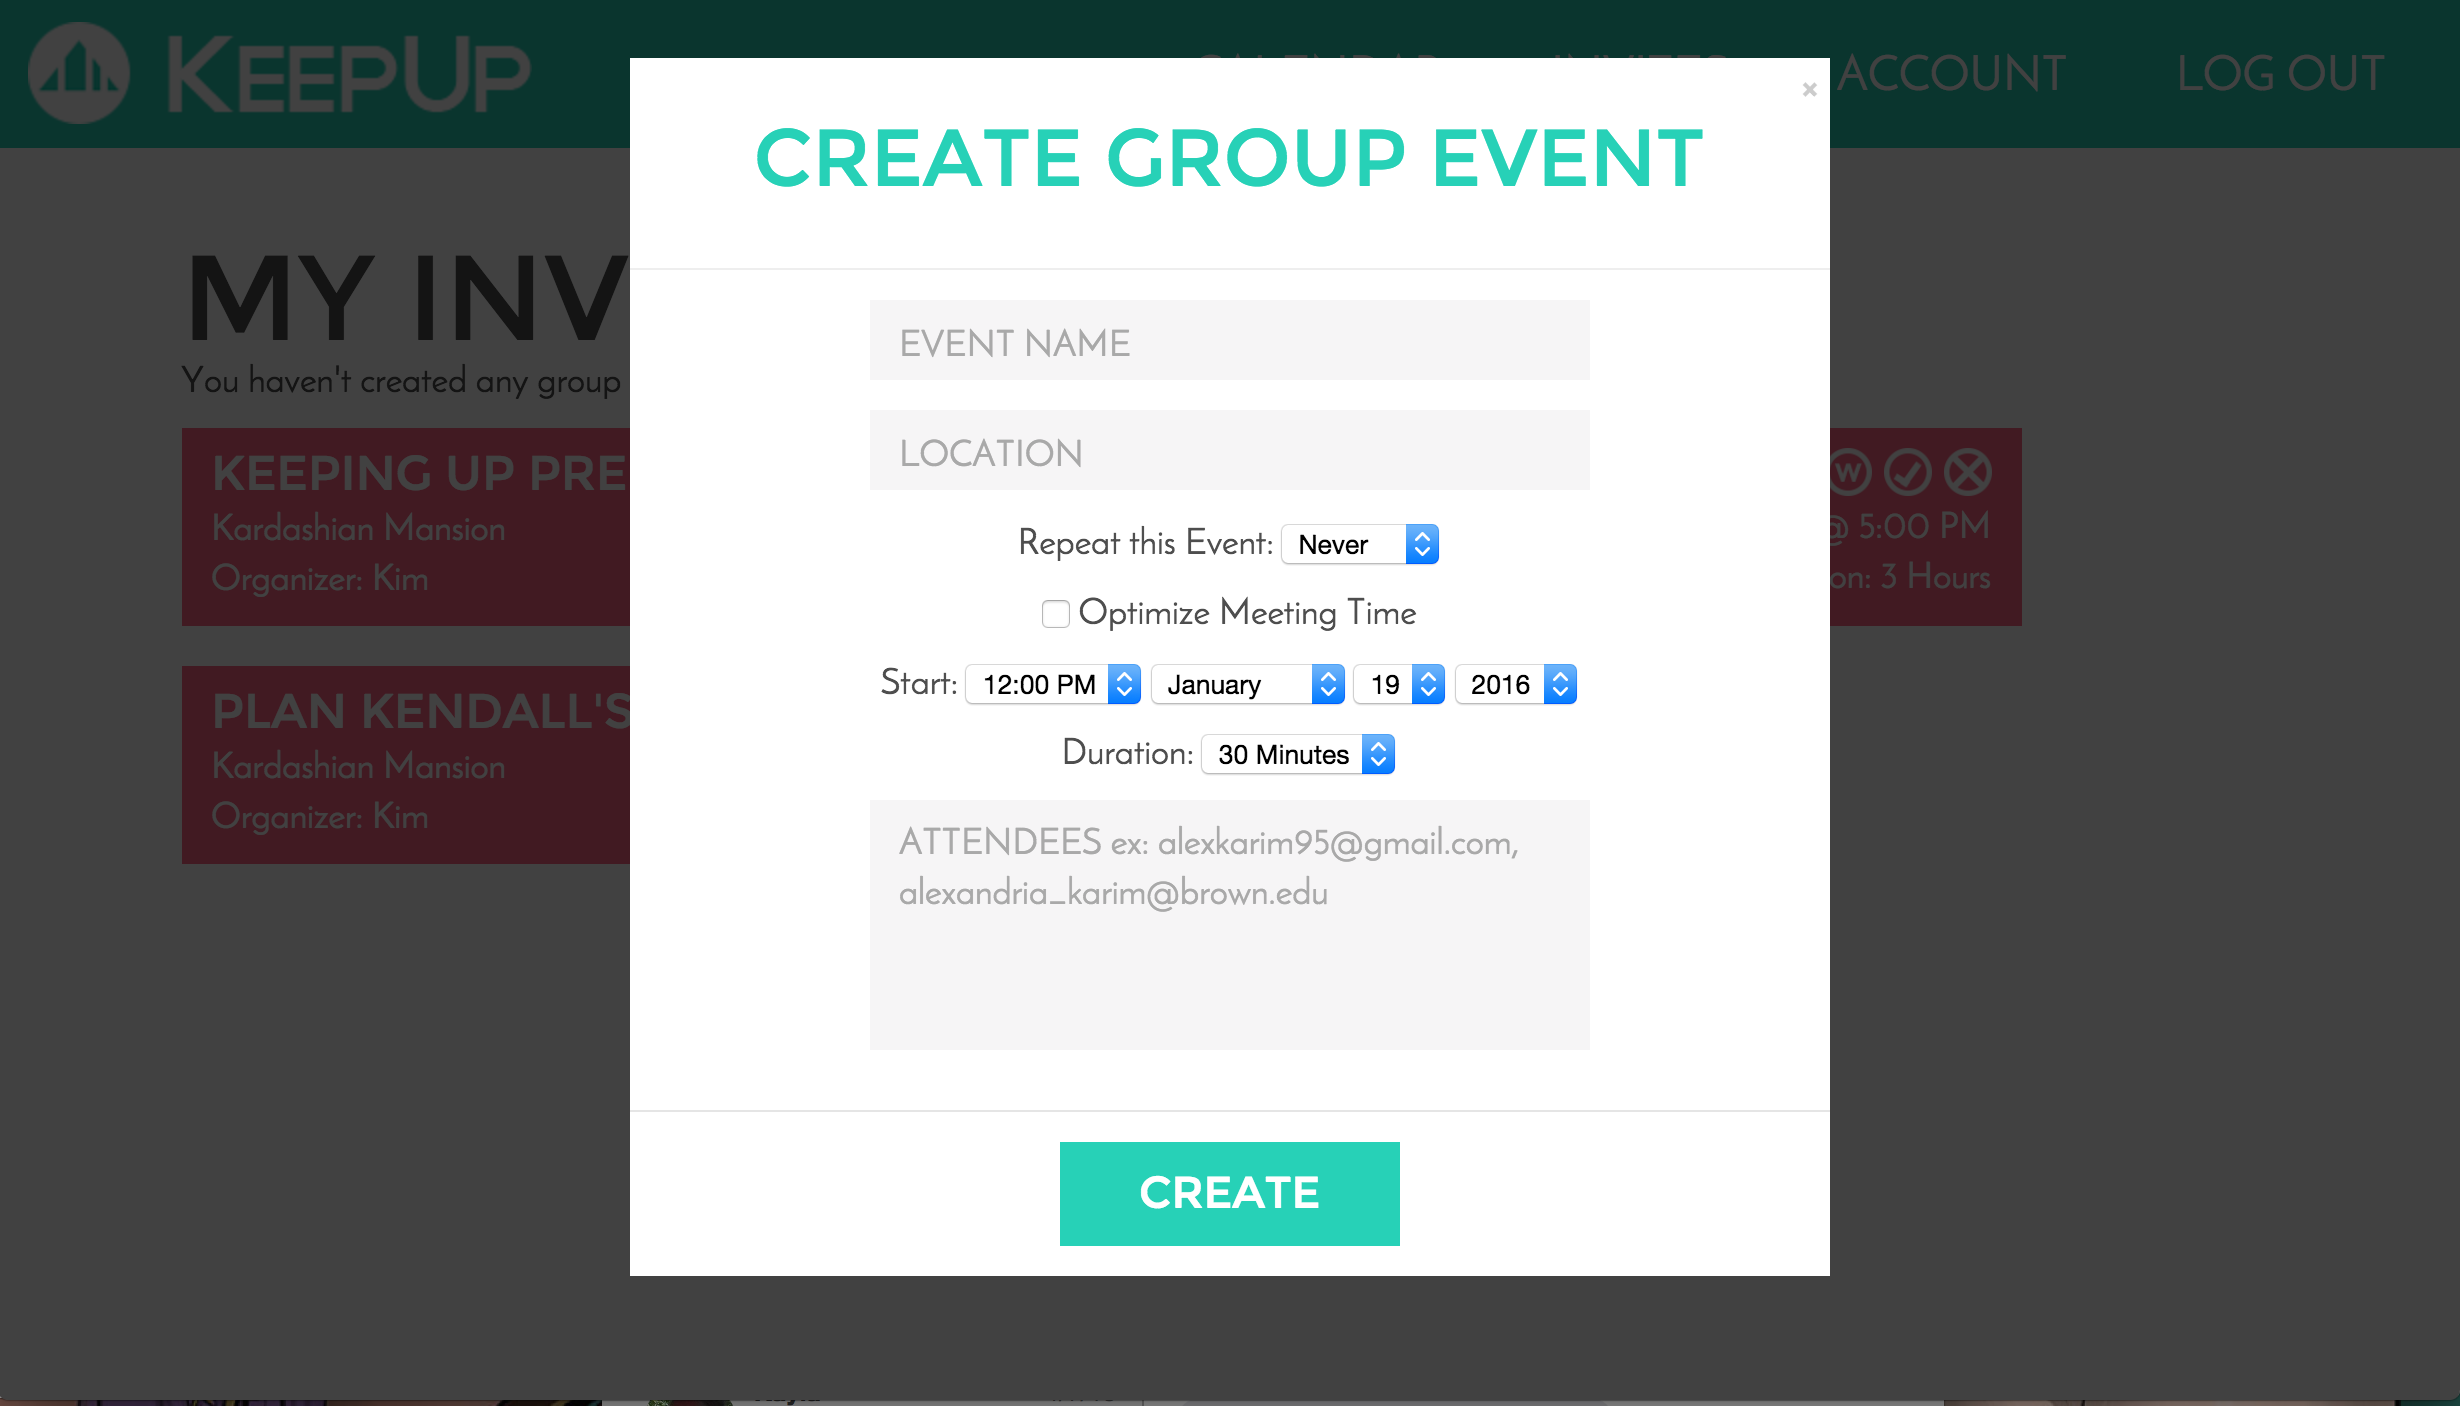 KEEPUP
ACCOUNT
LOG OUT
×
CREATE GROUP EVENT
MY INV
You haven't created any group
EVENT NAME
LOCATION
KEEPING UP PRE
Kardashian Mansion
Organizer: Kim
W
@ 5:00 PM
on: 3 Hours
Repeat this Event: Never
Optimize Meeting Time
Start: 12:00 PM January 19 2016
Duration: 30 Minutes
PLAN KENDALL'S
Kardashian Mansion
Organizer: Kim
ATTENDEES ex: alexkarim95@gmail.com,
alexandria_karim@brown.edu
CREATE